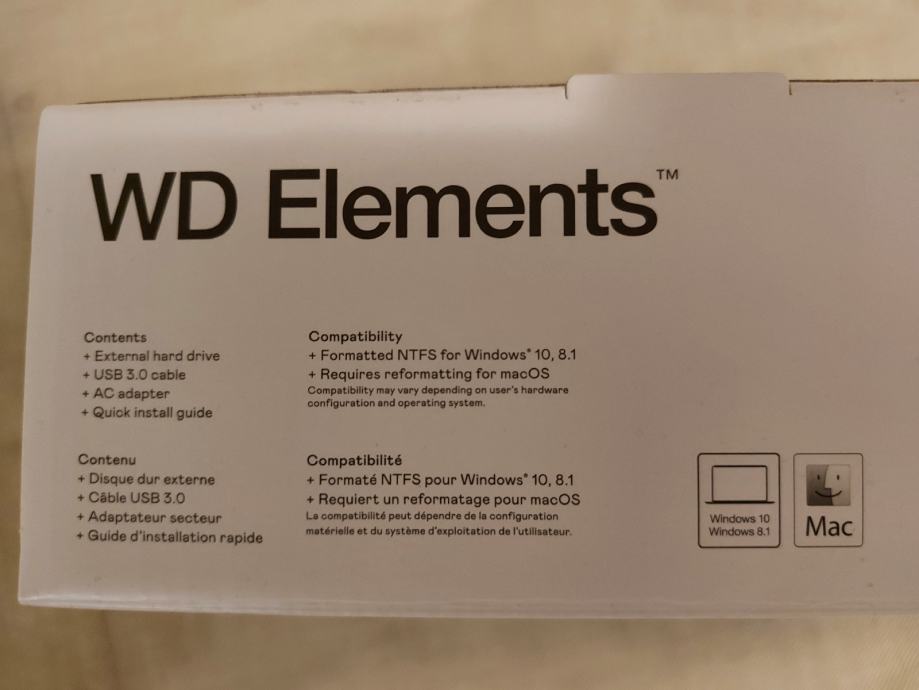 WD Elements™
Contents
+ External hard drive
+ USB 3.0 cable
+ AC adapter
+ Quick install guide
Compatibility
+ Formatted NTFS for Windows® 10, 8.1
+ Requires reformatting for macOS
Compatibility may vary depending on user's hardware
configuration and operating system.
Contenu
+ Disque dur externe
+ Câble USB 3.0
+ Adaptateur secteur
+ Guide d'installation rapide
Compatibilité
+ Formaté NTFS pour Windows® 10, 8.1
+ Requiert un reformatage pour macOS
La compatibilité peut dépendre de la configuration
matérielle et du système d'exploitation de l'utilisateur.
Windows 10
Windows 8.1
Mac